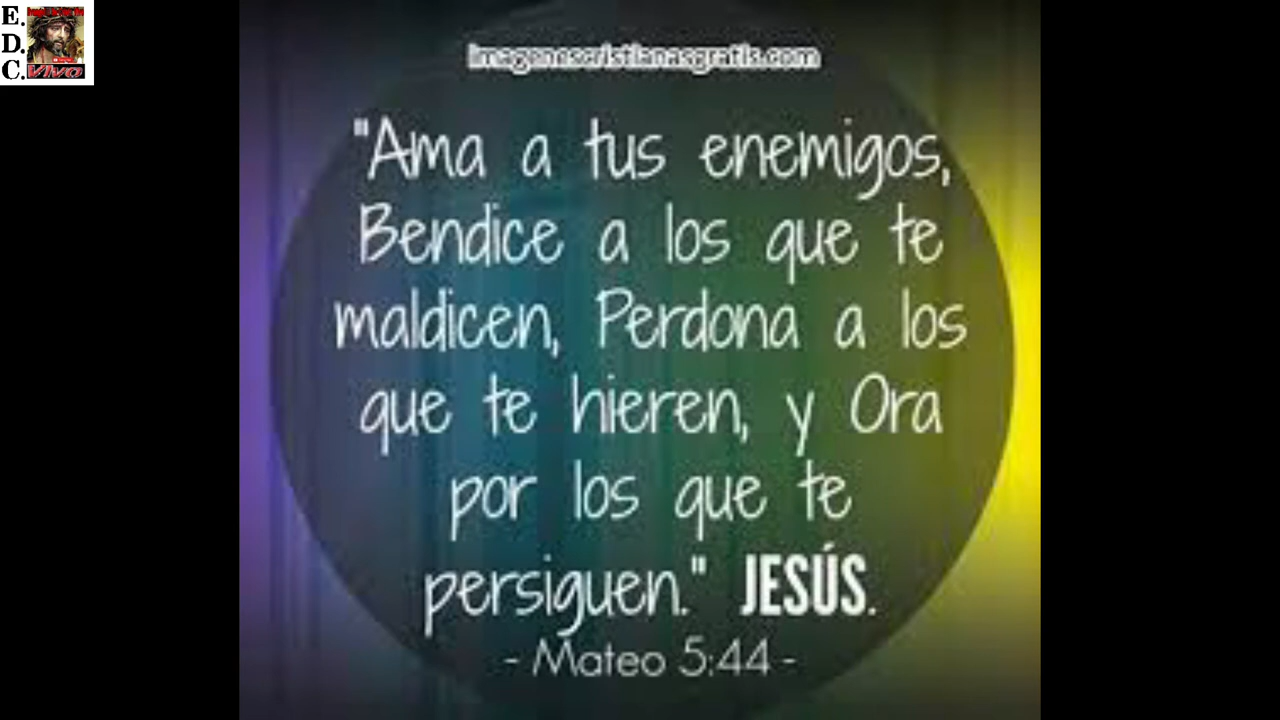 E.
D.
C. Vivo
imagenescristianasgratis.com
"Ama a tus enemigos,
Bendice a los que te
maldicen, Perdona a los
que te hieren, y Ora
por los que te
persiguen." JESÚS.
- Mateo 5:44 -